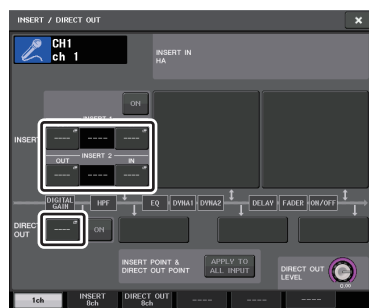 INSERT / DIRECT OUT
CH1
ch 1
INSERT IN
HA
ON
INSERT 1
INSERT
---- ---- ----
OUT INSERT 2 IN
---- ---- ----
DIGITAL GAIN HPF EQ DYNA1 DYNA2 DELAY FADER ON/OFF
DIRECT OUT
---- ON
INSERT POINT &
DIRECT OUT POINT
APPLY TO
ALL INPUT
DIRECT OUT
LEVEL
0.00
1ch
INSERT
8ch
DIRECT OUT
8ch
---- ---- ----